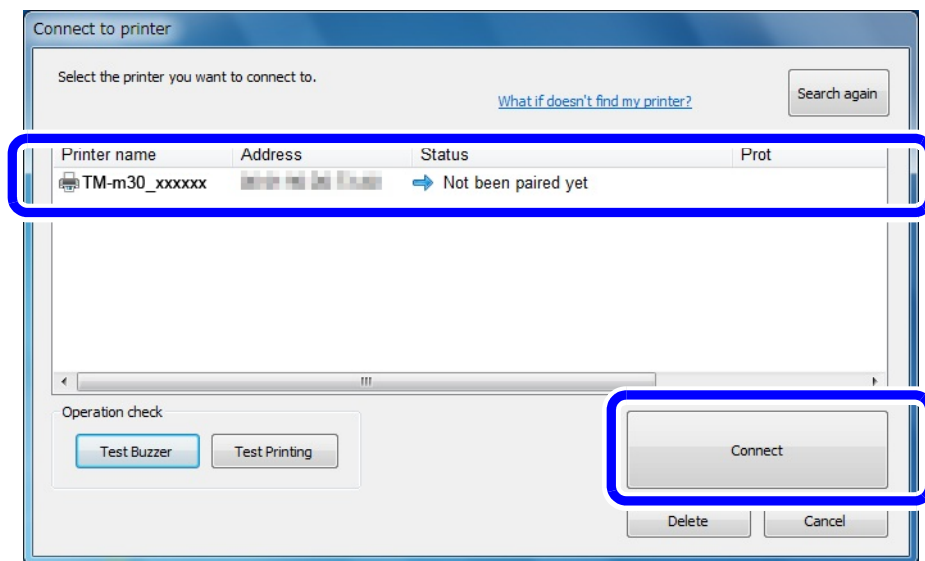 Connect to printer
Select the printer you want to connect to.
What if doesn't find my printer?
Search again
Printer name Address Status Prot
TM-m30_xxxxxx Not been paired yet
Operation check
Test Buzzer Test Printing
Connect
Delete Cancel